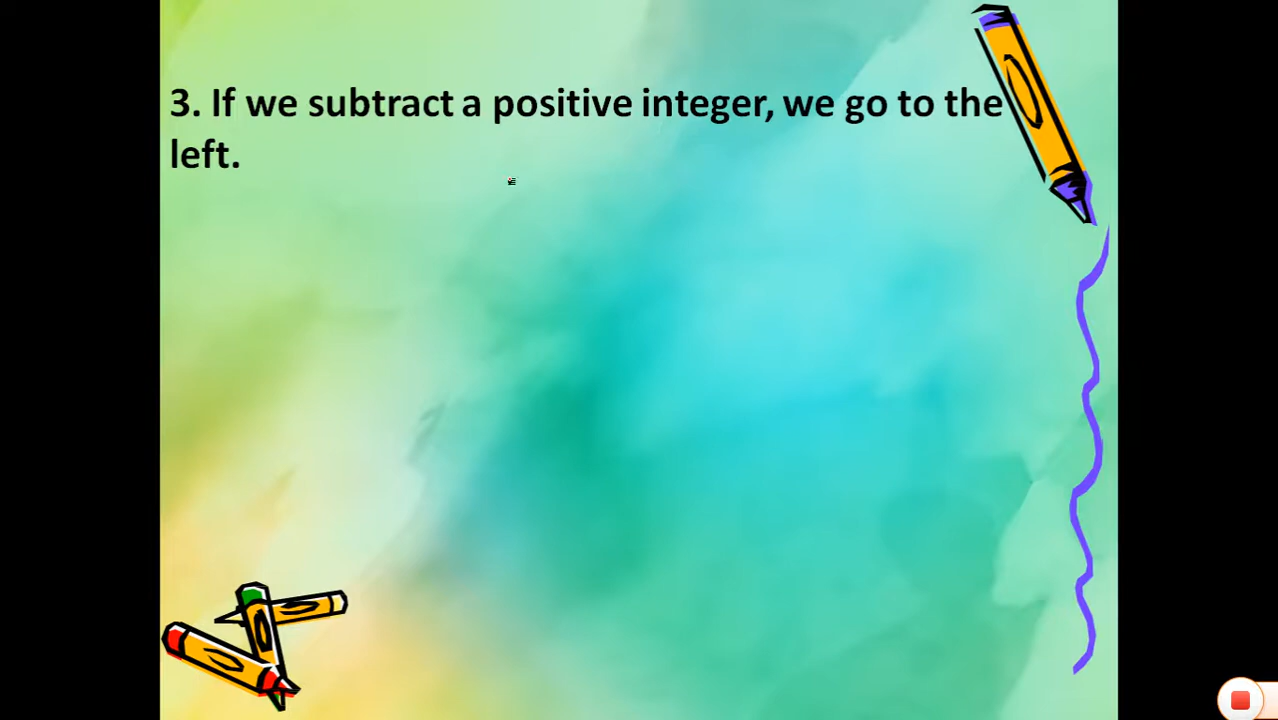 3. If we subtract a positive integer, we go to the
left.